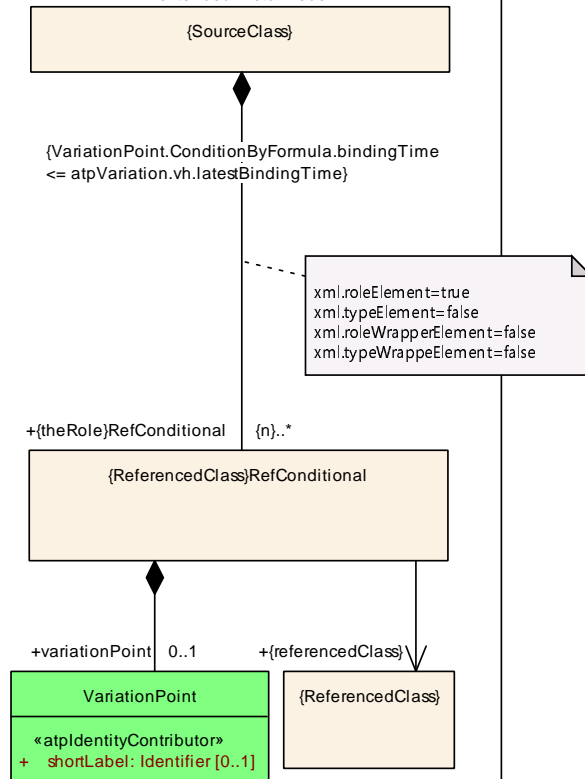 {SourceClass}
{VariationPoint.ConditionByFormula.bindingTime
<= atpVariation.vh.latestBindingTime}
xml.roleElement=true
xml.typeElement=false
xml.roleWrapperElement=false
xml.typeWrappeElement=false
+{theRole}RefConditional {n}..*
{ReferencedClass}RefConditional
+variationPoint 0..1 +{referencedClass}
VariationPoint {ReferencedClass}
«atpIdentityContributor»
+ shortLabel: Identifier [0..1]